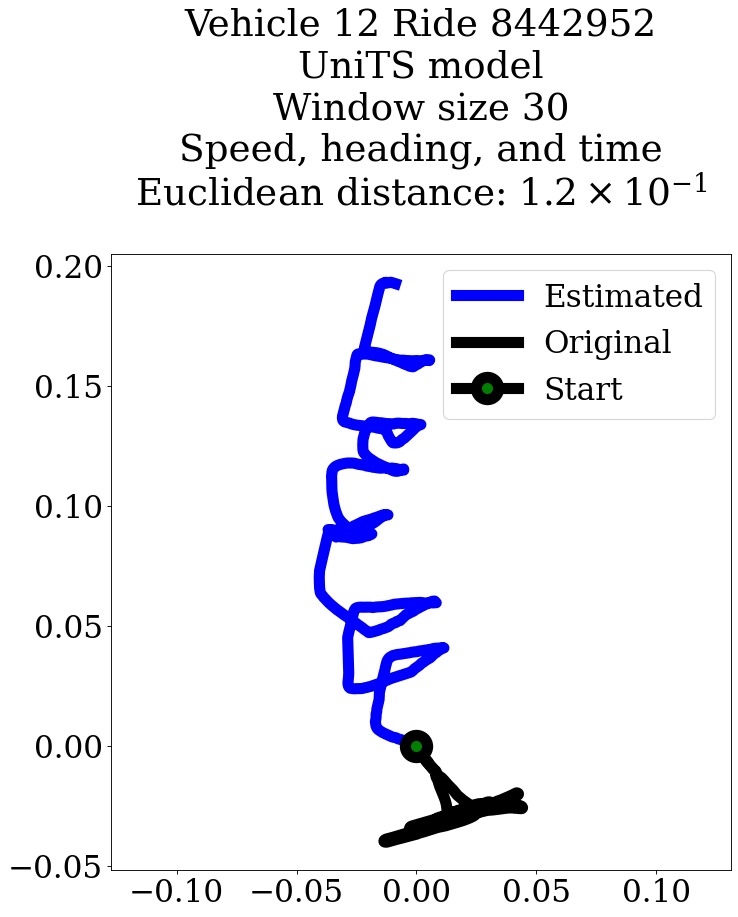 Vehicle 12 Ride 8442952
UniTS model
Window size 30
Speed, heading, and time
Euclidean distance: 1.2 × 10⁻¹
0.20
0.15
0.10
0.05
0.00
−0.05
Estimated
Original
Start
−0.10 −0.05 0.00 0.05 0.10